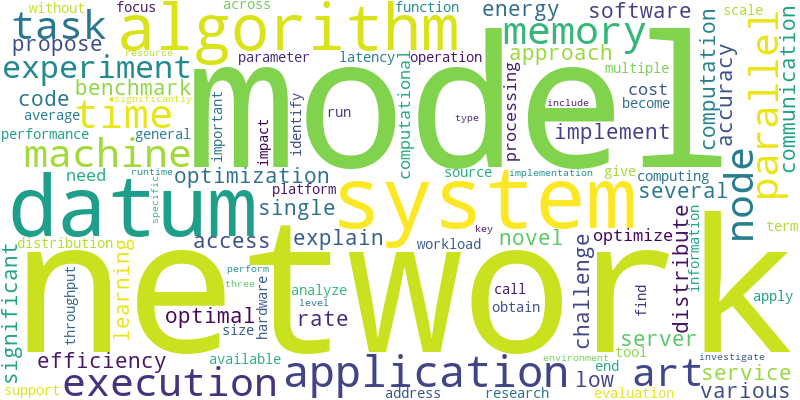 without
focus
across
function
energy
software
scale
task
algorithm
memory
various
propose
resource
parameter
latency
operation
approach
multiple
experiment
model
benchmark
significantly
code
time
average
important
impact
identify
run
computational
processing
include
type
cost
become
computation
accuracy
parallel
communication
performance
general
implement
machine
runtime
optimization
source
implementation
give
computing
need
specific
platform
datum
system
single
several
node
distribution
access
explain
workload
novel
key
optimize
distribute
information
term
significant
throughput
learning
perform
three
hardware
analyze
level
call
obtain
challenge
find
apply
network
optimal
size
rate
server
efficiency
available
environment
end
tool
investigate
support
execution
application
address
research
low
evaluation
art
service